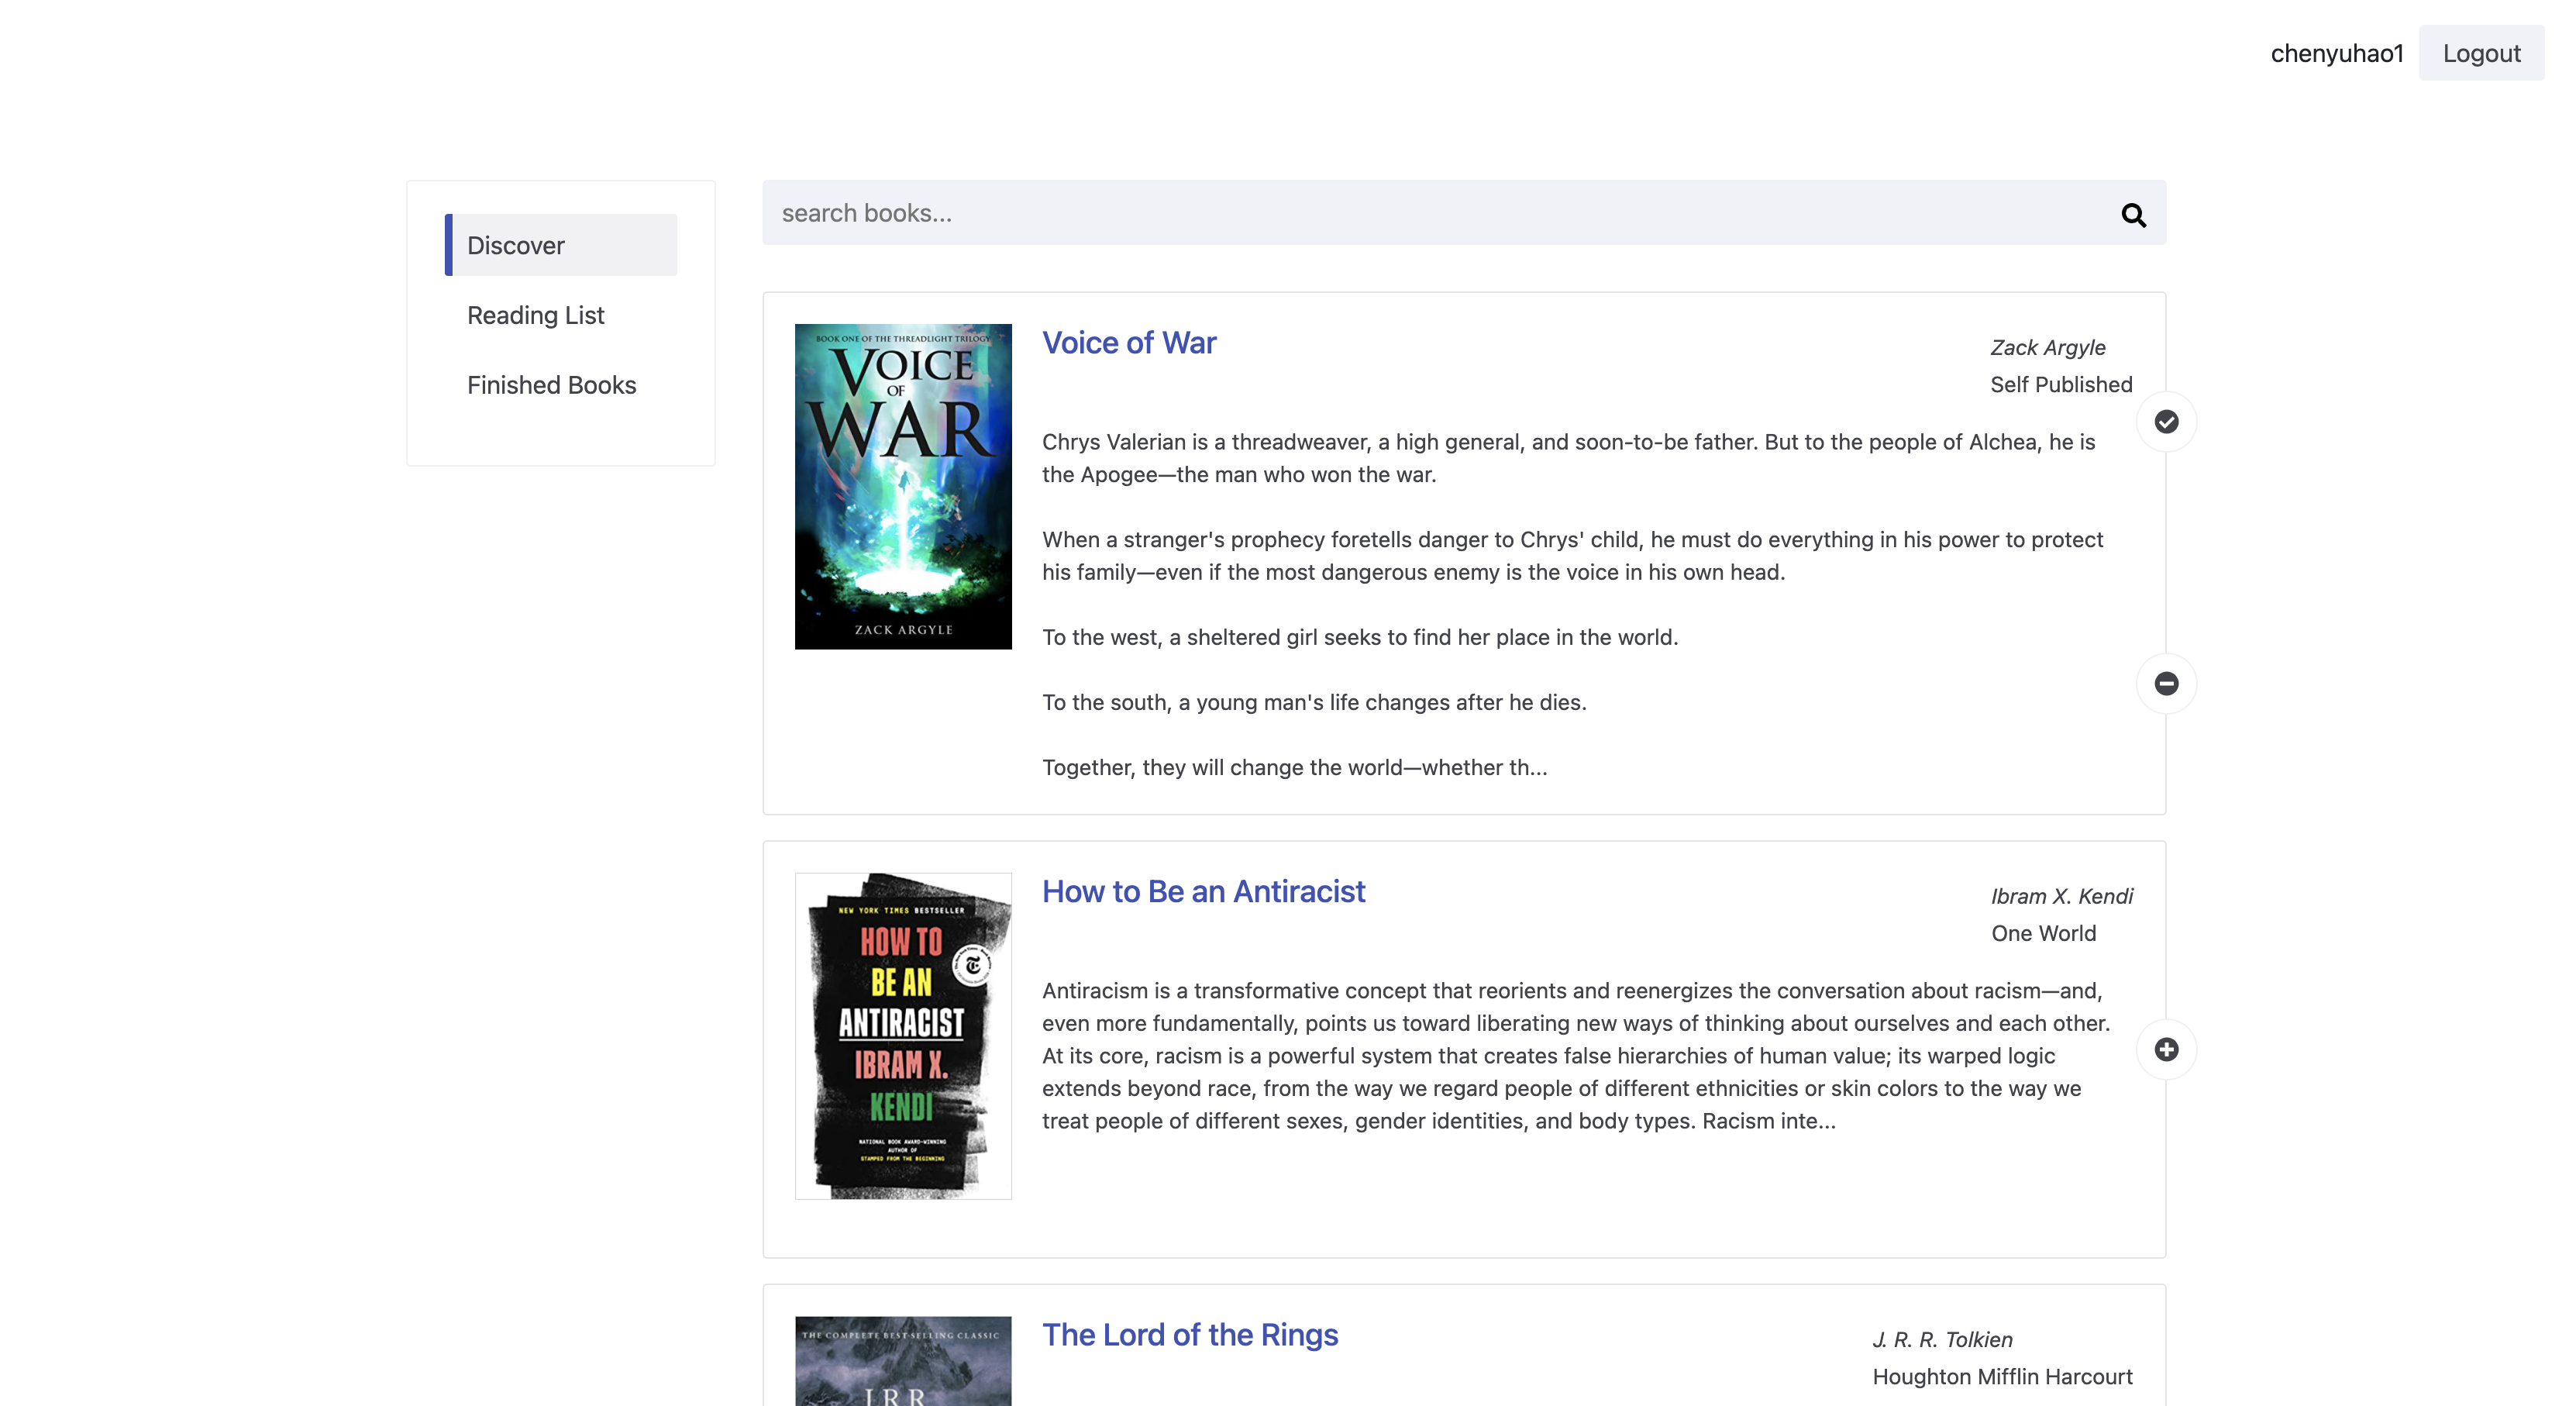 chenyuhao1 Logout
search books...
Discover
Reading List
Finished Books
BOOK ONE OF THE THREADLIGHT TRILOGY
VOICE
OF
WAR
ZACK ARGYLE
Voice of War
Zack Argyle
Self Published
Chrys Valerian is a threadweaver, a high general, and soon-to-be father. But to the people of Alchea, he is
the Apogee—the man who won the war.
When a stranger's prophecy foretells danger to Chrys' child, he must do everything in his power to protect
his family—even if the most dangerous enemy is the voice in his own head.
To the west, a sheltered girl seeks to find her place in the world.
To the south, a young man's life changes after he dies.
Together, they will change the world—whether th...
NEW YORK TIMES BESTSELLER
HOW TO
BE AN
ANTIRACIST
IBRAM X.
KENDI
NATIONAL BOOK AWARD-WINNING
AUTHOR OF
STAMPED FROM THE BEGINNING
How to Be an Antiracist
Ibram X. Kendi
One World
Antiracism is a transformative concept that reorients and reenergizes the conversation about racism—and,
even more fundamentally, points us toward liberating new ways of thinking about ourselves and each other.
At its core, racism is a powerful system that creates false hierarchies of human value; its warped logic
extends beyond race, from the way we regard people of different ethnicities or skin colors to the way we
treat people of different sexes, gender identities, and body types. Racism inte...
THE COMPLETE BEST-SELLING CLASSIC
J.R.R.
The Lord of the Rings
J. R. R. Tolkien
Houghton Mifflin Harcourt